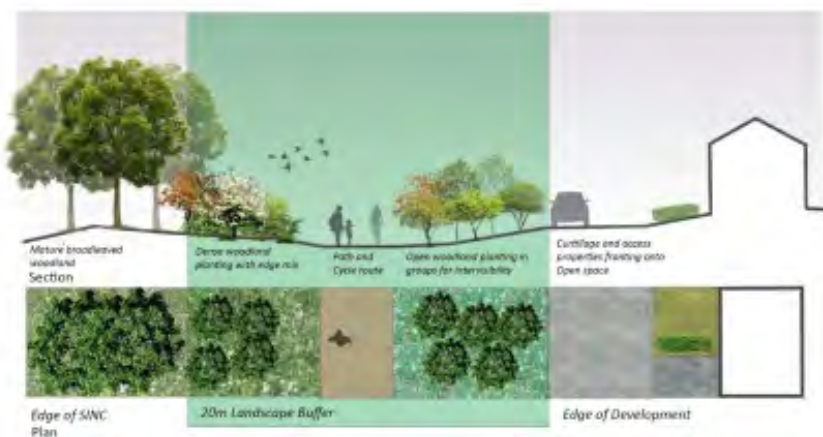 Mature broadleaved
woodland
Section
Dense woodland
planting with edge mix
Path and
Cycle route
Open woodland planting in
groups for intervisibility
Curtilage and access
properties fronting onto
Open space
Edge of SINC
Plan
20m Landscape Buffer
Edge of Development